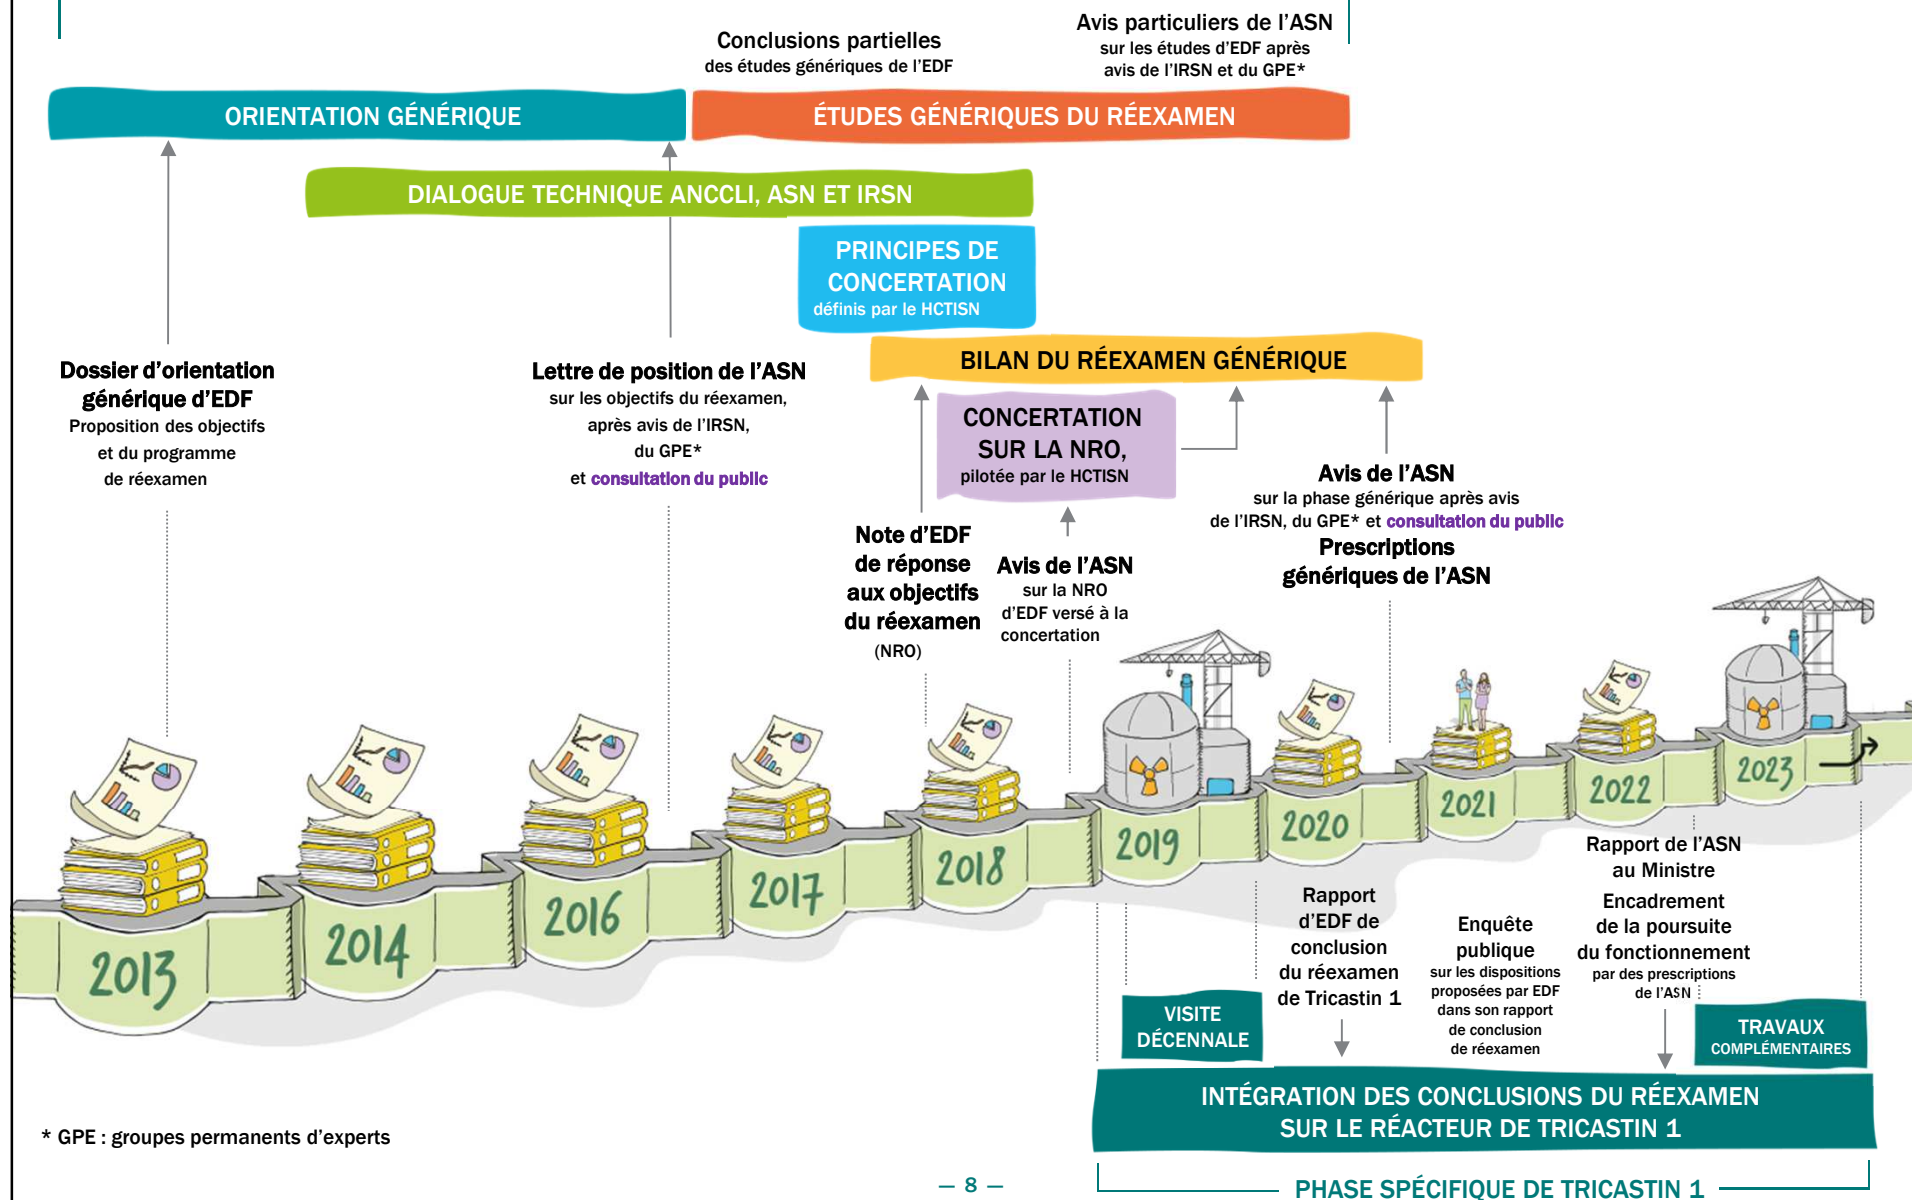 Conclusions partielles
des études génériques de l'EDF
Avis particuliers de l'ASN
sur les études d'EDF après
avis de l'IRSN et du GPE*
ORIENTATION GÉNÉRIQUE
ÉTUDES GÉNÉRIQUES DU RÉEXAMEN
DIALOGUE TECHNIQUE ANCCLI, ASN ET IRSN
PRINCIPES DE
CONCERTATION
définis par le HCTISN
BILAN DU RÉEXAMEN GÉNÉRIQUE
Dossier d'orientation
générique d'EDF
Proposition des objectifs
et du programme
de réexamen
Lettre de position de l'ASN
sur les objectifs du réexamen,
après avis de l'IRSN,
du GPE*
et consultation du public
CONCERTATION
SUR LA NRO,
pilotée par le HCTISN
Note d'EDF
de réponse
aux objectifs
du réexamen
(NRO)
Avis de l'ASN
sur la NRO
d'EDF versé à la
concertation
Avis de l'ASN
sur la phase générique après avis
de l'IRSN, du GPE* et consultation du public
Prescriptions
génériques de l'ASN
2013
2014
2016
2017
2018
2019
2020
2021
2022
2023
Rapport
d'EDF de
conclusion
du réexamen
de Tricastin 1
Enquête
publique
sur les dispositions
proposées par EDF
dans son rapport
de conclusion
de réexamen
Rapport de l'ASN
au Ministre
Encadrement
de la poursuite
du fonctionnement
par des prescriptions
de l'ASN
VISITE
DÉCENNALE
TRAVAUX
COMPLÉMENTAIRES
INTÉGRATION DES CONCLUSIONS DU RÉEXAMEN
SUR LE RÉACTEUR DE TRICASTIN 1
* GPE : groupes permanents d'experts
— 8 —
PHASE SPÉCIFIQUE DE TRICASTIN 1